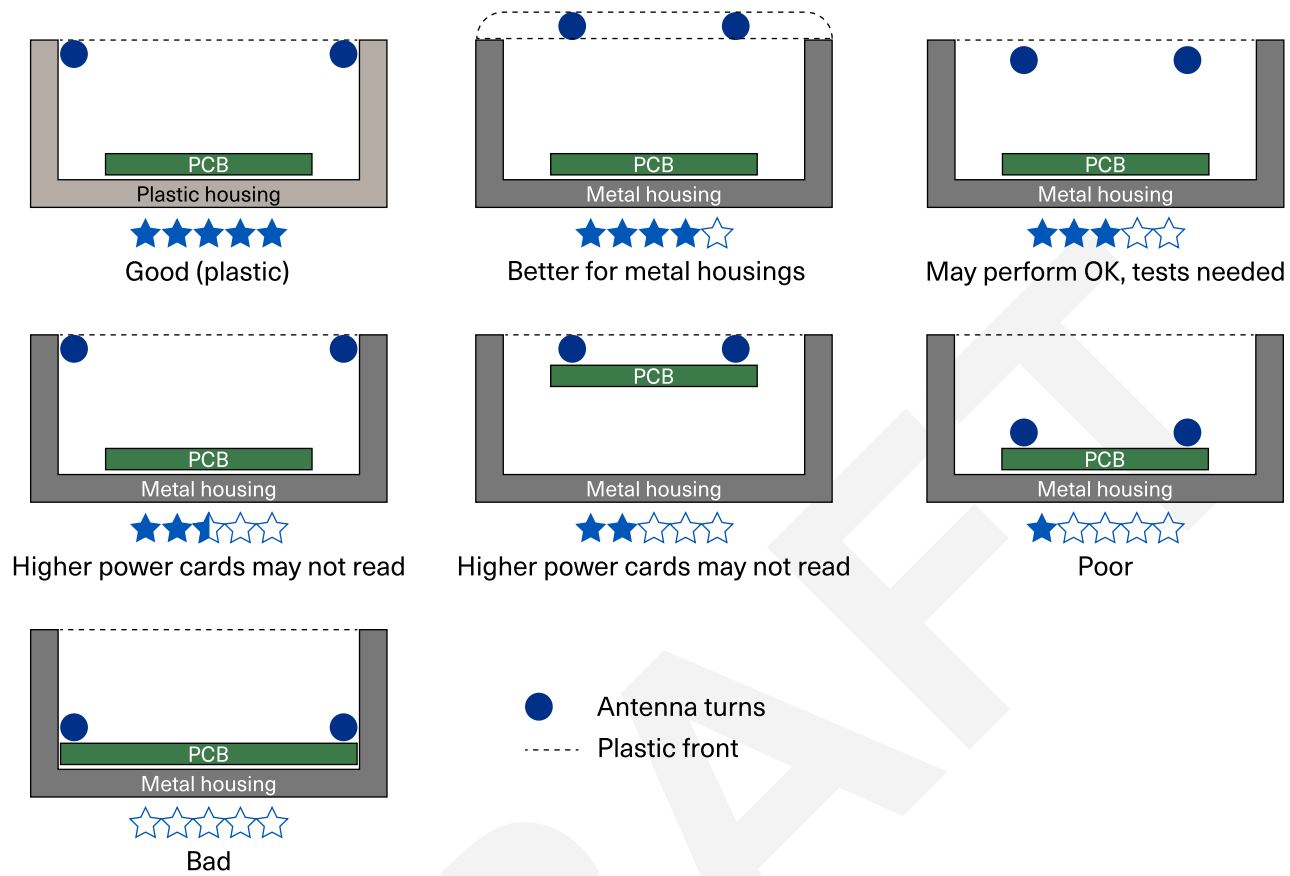 PCB
Plastic housing
Good (plastic)
PCB
Metal housing
Better for metal housings
PCB
Metal housing
May perform OK, tests needed
PCB
Metal housing
Higher power cards may not read
PCB
Metal housing
Higher power cards may not read
PCB
Metal housing
Poor
PCB
Metal housing
Bad
Antenna turns
Plastic front